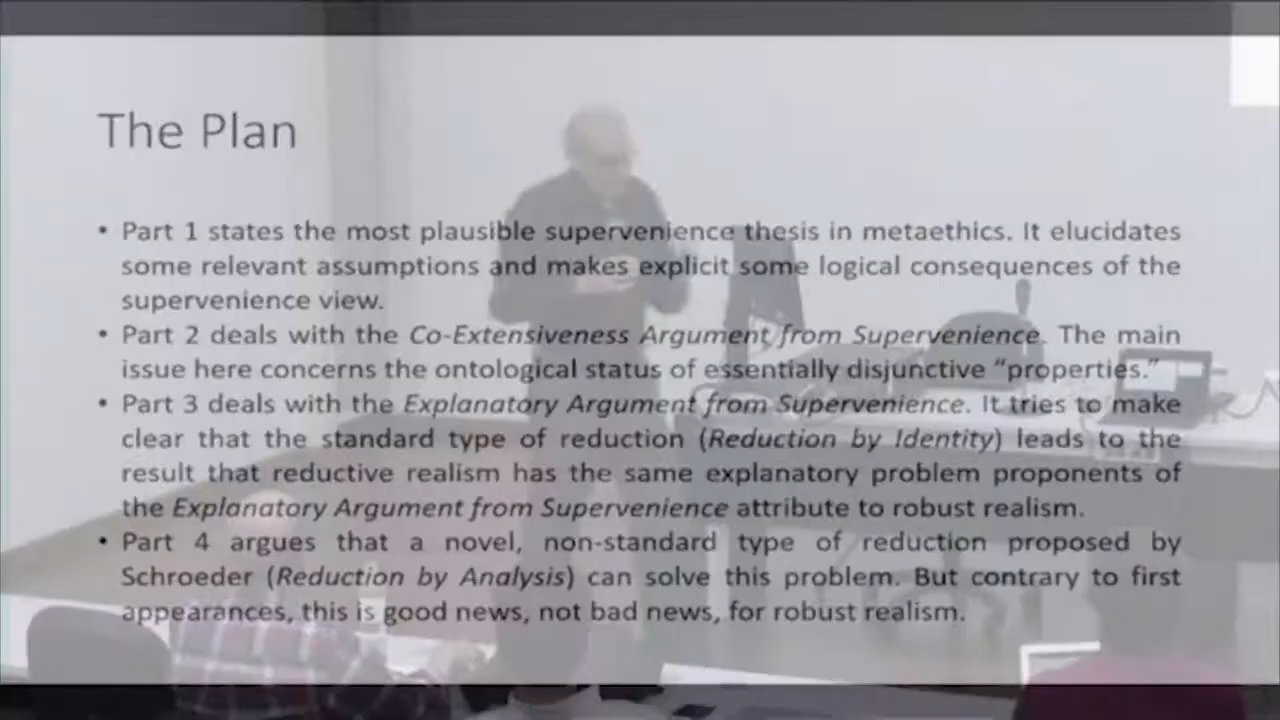 The Plan
• Part 1 states the most plausible supervenience thesis in metaethics. It elucidates
some relevant assumptions and makes explicit some logical consequences of the
supervenience view.
• Part 2 deals with the Co-Extensiveness Argument from Supervenience. The main
issue here concerns the ontological status of essentially disjunctive “properties.”
• Part 3 deals with the Explanatory Argument from Supervenience. It tries to make
clear that the standard type of reduction (Reduction by Identity) leads to the
result that reductive realism has the same explanatory problem proponents of
the Explanatory Argument from Supervenience attribute to robust realism.
• Part 4 argues that a novel, non-standard type of reduction proposed by
Schroeder (Reduction by Analysis) can solve this problem. But contrary to first
appearances, this is good news, not bad news, for robust realism.